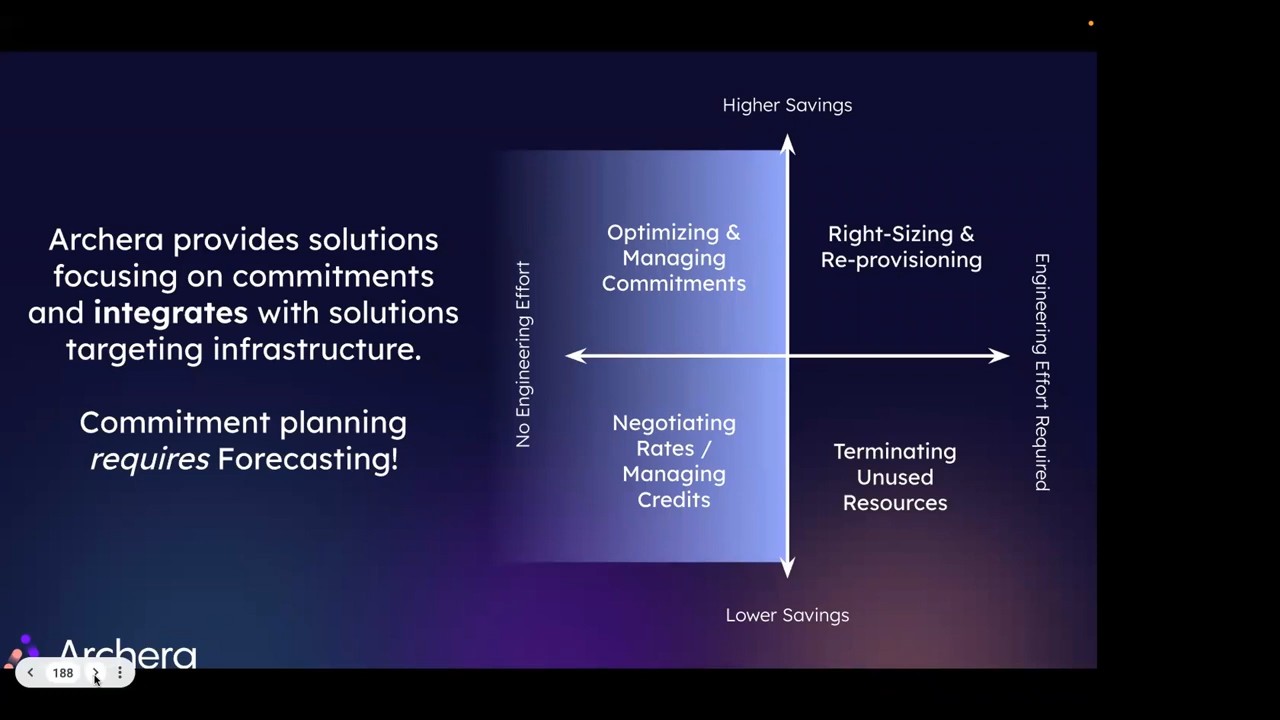 Higher Savings
Archera provides solutions
focusing on commitments
and integrates with solutions
targeting infrastructure.
Commitment planning
requires Forecasting!
No Engineering Effort
Optimizing &
Managing
Commitments
Right-Sizing &
Re-provisioning
Negotiating
Rates /
Managing
Credits
Terminating
Unused
Resources
Engineering Effort Required
Lower Savings
Archera
188